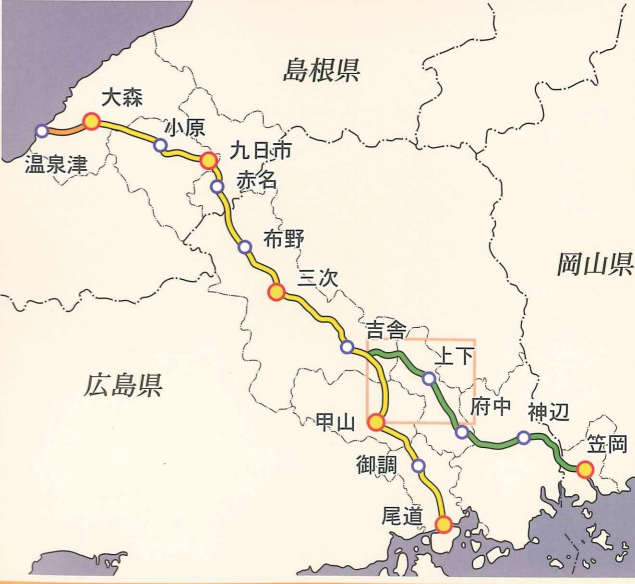 島根県
大森
小原
九日市
温泉津
赤名
布野
岡山県
三次
吉舎
上下
広島県
府中
神辺
甲山
笠岡
御調
尾道